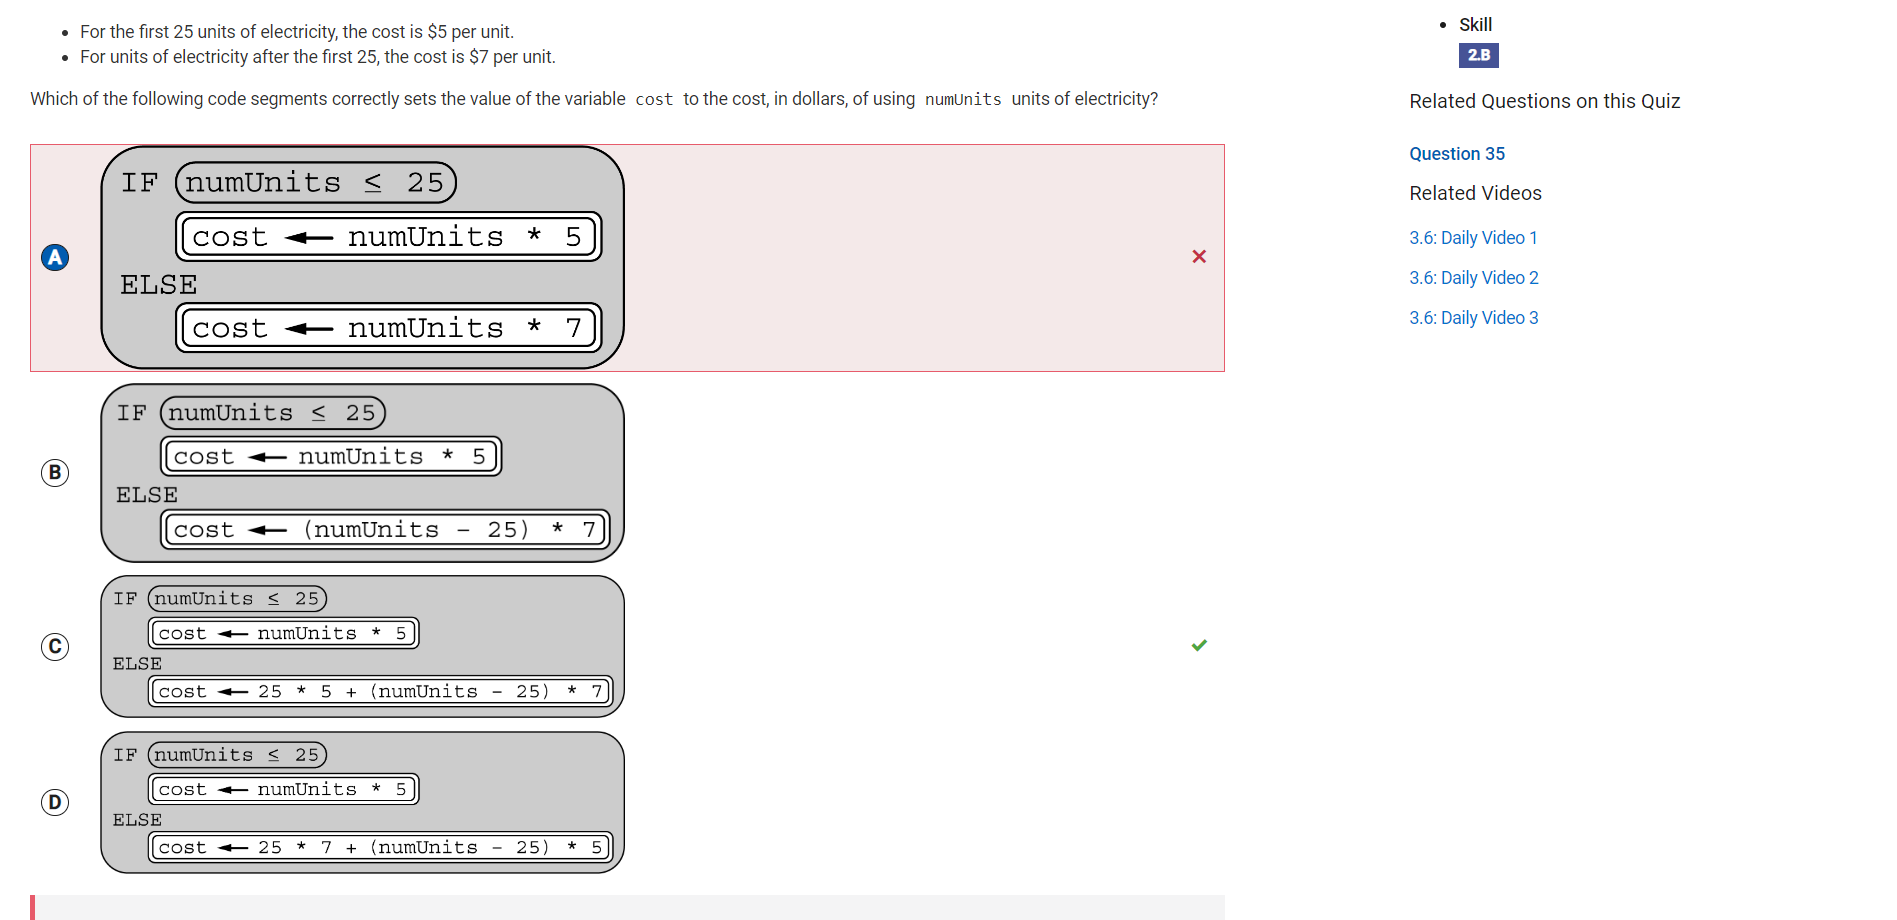 • For the first 25 units of electricity, the cost is $5 per unit.
• For units of electricity after the first 25, the cost is $7 per unit.
Which of the following code segments correctly sets the value of the variable cost to the cost, in dollars, of using numUnits units of electricity?
A
IF numUnits ≤ 25
cost ← numUnits * 5
ELSE
cost ← numUnits * 7
B
IF numUnits ≤ 25
cost ← numUnits * 5
ELSE
cost ← (numUnits - 25) * 7
C
IF numUnits ≤ 25
cost ← numUnits * 5
ELSE
cost ← 25 * 5 + (numUnits - 25) * 7
D
IF numUnits ≤ 25
cost ← numUnits * 5
ELSE
cost ← 25 * 7 + (numUnits - 25) * 5
• Skill
2.B
Related Questions on this Quiz
Question 35
Related Videos
3.6: Daily Video 1
3.6: Daily Video 2
3.6: Daily Video 3